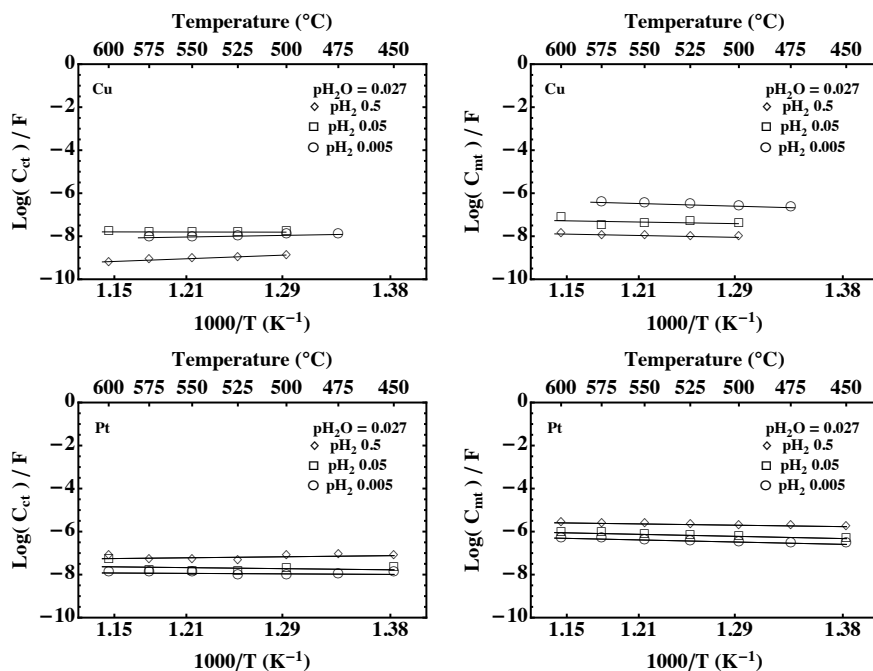 Temperature (°C)
600 575 550 525 500 475 450
Cu
pH₂O = 0.027
pH₂ 0.5
pH₂ 0.05
pH₂ 0.005
Log( C_ct ) / F
0
−2
−4
−6
−8
−10
1.15 1.21 1.29 1.38
1000/T (K⁻¹)
Temperature (°C)
600 575 550 525 500 475 450
Cu
pH₂O = 0.027
pH₂ 0.5
pH₂ 0.05
pH₂ 0.005
Log( C_mt ) / F
0
−2
−4
−6
−8
−10
1.15 1.21 1.29 1.38
1000/T (K⁻¹)
Temperature (°C)
600 575 550 525 500 475 450
Pt
pH₂O = 0.027
pH₂ 0.5
pH₂ 0.05
pH₂ 0.005
Log( C_ct ) / F
0
−2
−4
−6
−8
−10
1.15 1.21 1.29 1.38
1000/T (K⁻¹)
Temperature (°C)
600 575 550 525 500 475 450
Pt
pH₂O = 0.027
pH₂ 0.5
pH₂ 0.05
pH₂ 0.005
Log( C_mt ) / F
0
−2
−4
−6
−8
−10
1.15 1.21 1.29 1.38
1000/T (K⁻¹)